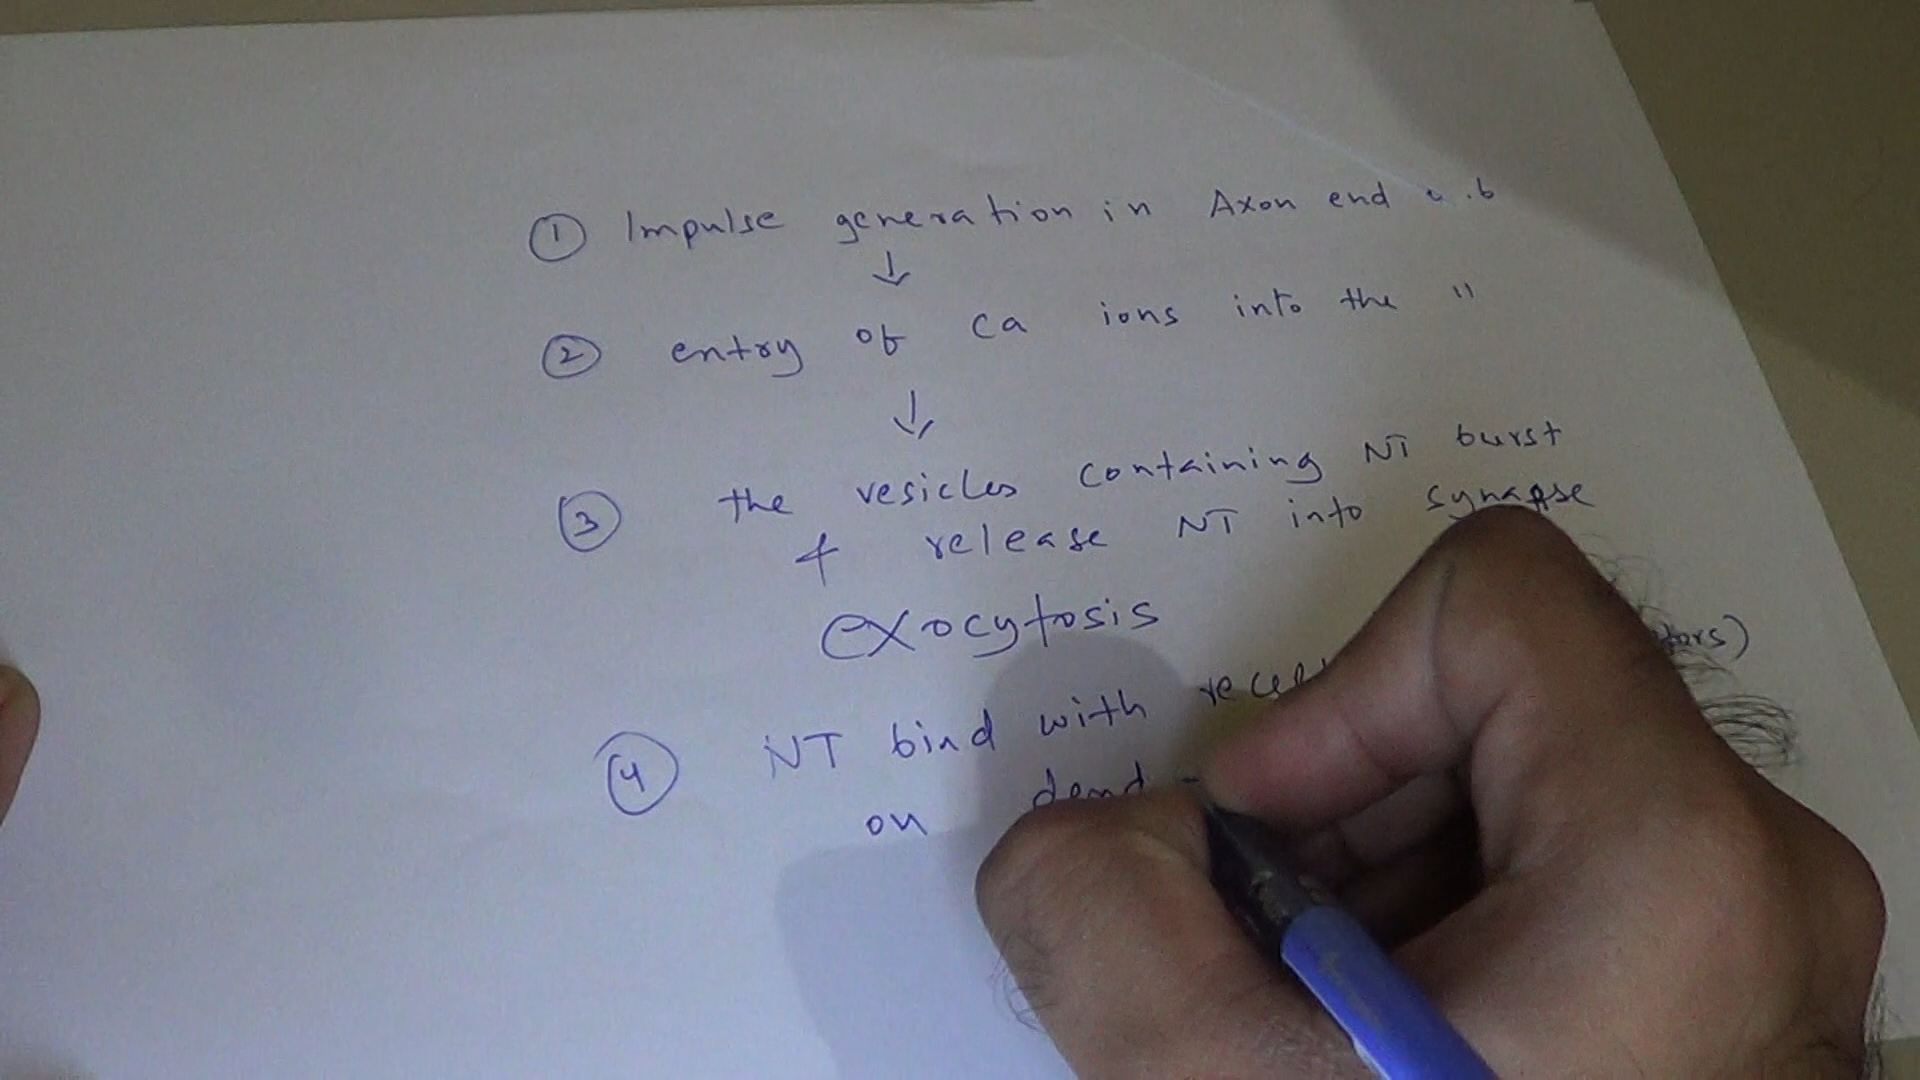 ① Impulse generation in Axon end
↓
② entry of ca ions into the "
↓
③ the vesicles containing NT burst
& release NT into synapse
exocytosis
④ NT bind with
on